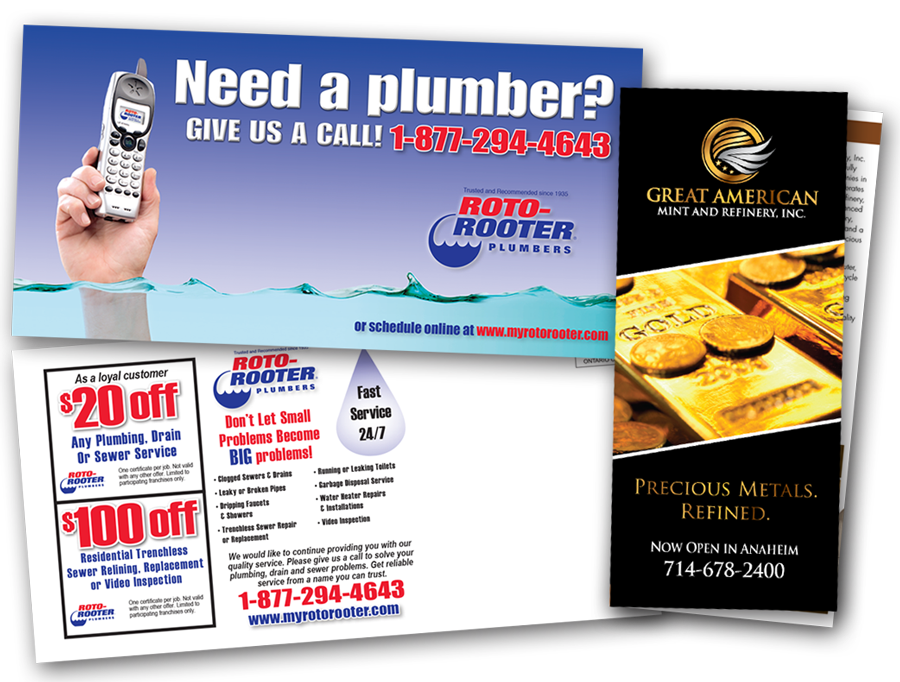 Need a plumber?
GIVE US A CALL! 1-877-294-4643
Trusted and Recommended since 1935
ROTO-
ROOTER
PLUMBERS
or schedule online at www.myrotorooter.com
ROTO-
ROOTER
As a loyal customer
$20 off
Any Plumbing, Drain
Or Sewer Service
ROTO-
ROOTER
PLUMBERS
One certificate per job. Not valid
with any other offer. Limited to
participating franchises only.
$100 off
Residential Trenchless
Sewer Relining, Replacement
or Video Inspection
ROTO-
ROOTER
PLUMBERS
One certificate per job. Not valid
with any other offer. Limited to
participating franchises only.
ROTO-
ROOTER
PLUMBERS
Don't Let Small
Problems Become
BIG problems!
Fast
Service
24/7
• Clogged Sewers & Drains
• Leaky or Broken Pipes
• Dripping Faucets
& Showers
• Trenchless Sewer Repair
or Replacement
• Running or Leaking Toilets
• Garbage Disposal Service
• Water Heater Repairs
& Installations
• Video Inspection
We would like to continue providing you with our
quality service. Please give us a call to solve your
plumbing, drain and sewer problems. Get reliable
service from a name you can trust.
1-877-294-4643
www.myrotorooter.com
ONTARIO
GREAT AMERICAN
MINT AND REFINERY, INC.
GOLD
PRECIOUS METALS.
REFINED.
NOW OPEN IN ANAHEIM
714-678-2400
Inc.